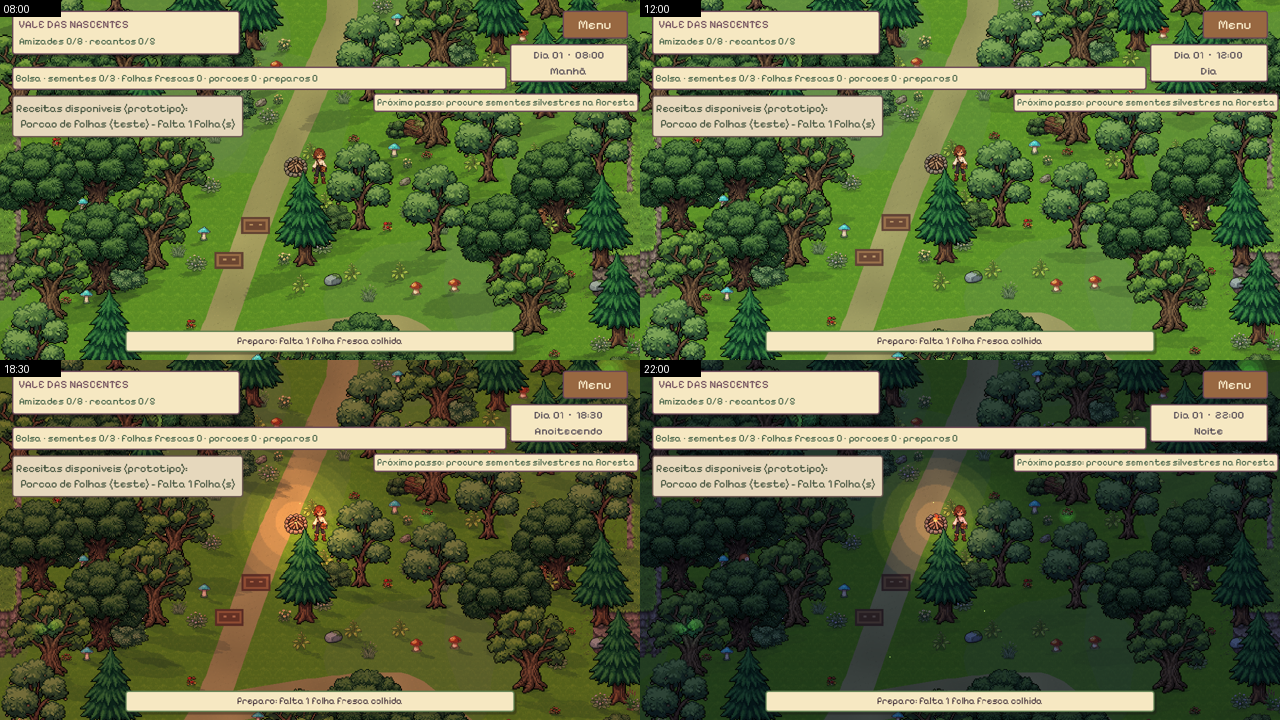 08:00
VALE DAS NASCENTES
Amizades 0/8 · recantos 0/8
Menu
Dia 01 · 08:00
Manhã
Bolsa · sementes 0/3 · folhas frescas 0 · porcoes 0 · preparos 0
Próximo passo: procure sementes silvestres na floresta
Receitas disponiveis (prototipo):
Porcao de Folhas (teste) - falta 1 Folha(s)
Preparo: falta 1 folha fresca colhida
12:00
VALE DAS NASCENTES
Amizades 0/8 · recantos 0/8
Menu
Dia 01 · 12:00
Dia
Bolsa · sementes 0/3 · folhas frescas 0 · porcoes 0 · preparos 0
Próximo passo: procure sementes silvestres na floresta
Receitas disponiveis (prototipo):
Porcao de Folhas (teste) - falta 1 Folha(s)
Preparo: falta 1 folha fresca colhida
18:30
VALE DAS NASCENTES
Amizades 0/8 · recantos 0/8
Menu
Dia 01 · 18:30
Anoitecendo
Bolsa · sementes 0/3 · folhas frescas 0 · porcoes 0 · preparos 0
Próximo passo: procure sementes silvestres na floresta
Receitas disponiveis (prototipo):
Porcao de Folhas (teste) - falta 1 Folha(s)
Preparo: falta 1 folha fresca colhida
22:00
VALE DAS NASCENTES
Amizades 0/8 · recantos 0/8
Menu
Dia 01 · 22:00
Noite
Bolsa · sementes 0/3 · folhas frescas 0 · porcoes 0 · preparos 0
Próximo passo: procure sementes silvestres na floresta
Receitas disponiveis (prototipo):
Porcao de Folhas (teste) - falta 1 Folha(s)
Preparo: falta 1 folha fresca colhida